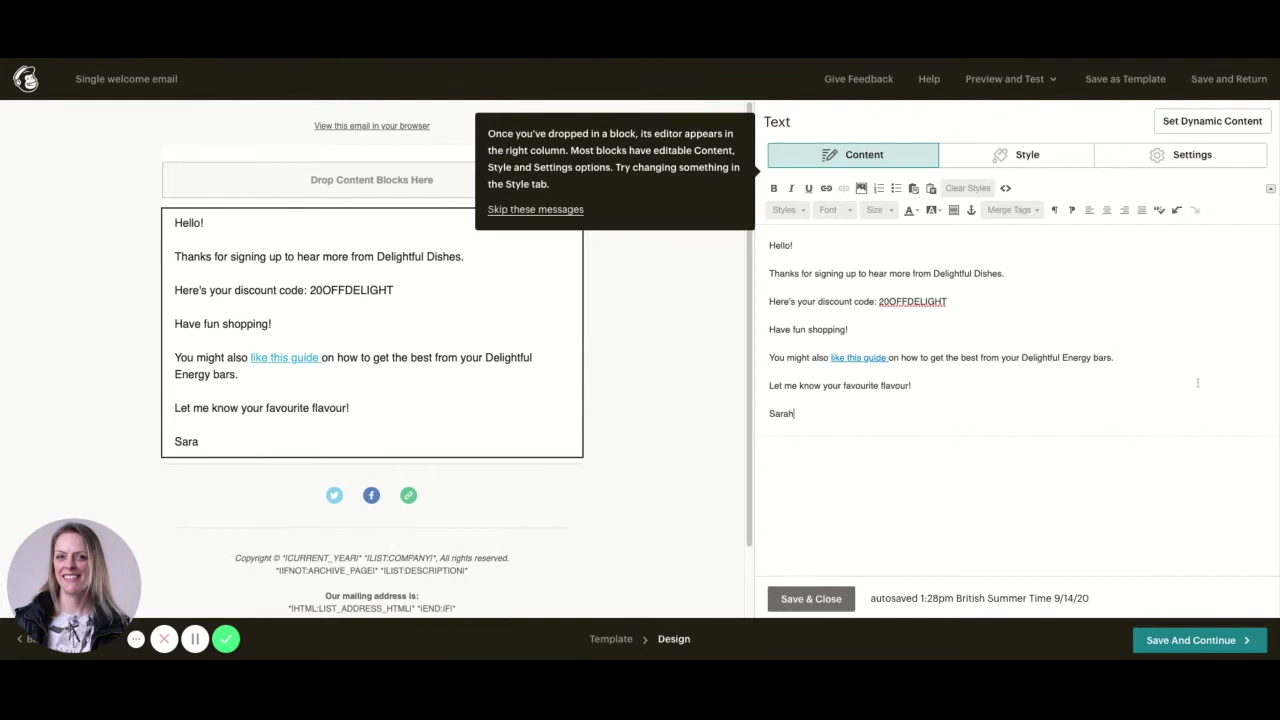 Single welcome email
Give Feedback
Help
Preview and Test
Save as Template
Save and Return
View this email in your browser
Drop Content Blocks Here
Hello!
Thanks for signing up to hear more from Delightful Dishes.
Here's your discount code: 20OFFDELIGHT
Have fun shopping!
You might also like this guide on how to get the best from your Delightful
Energy bars.
Let me know your favourite flavour!
Sara
Copyright © *|CURRENT_YEAR|* *|LIST:COMPANY|*, All rights reserved.
*|IFNOT:ARCHIVE_PAGE|* *|LIST:DESCRIPTION|*
Our mailing address is:
*|HTML:LIST_ADDRESS_HTML|* *|END:IF|*
Once you've dropped in a block, its editor appears in
the right column. Most blocks have editable Content,
Style and Settings options. Try changing something in
the Style tab.
Skip these messages
Text
Set Dynamic Content
Content
Style
Settings
B I U
Clear Styles
Styles
Font
Size
A
A
Merge Tags
Hello!
Thanks for signing up to hear more from Delightful Dishes.
Here's your discount code: 20OFFDELIGHT
Have fun shopping!
You might also like this guide on how to get the best from your Delightful Energy bars.
Let me know your favourite flavour!
Sarah
Save & Close
autosaved 1:28pm British Summer Time 9/14/20
Template
Design
Save And Continue